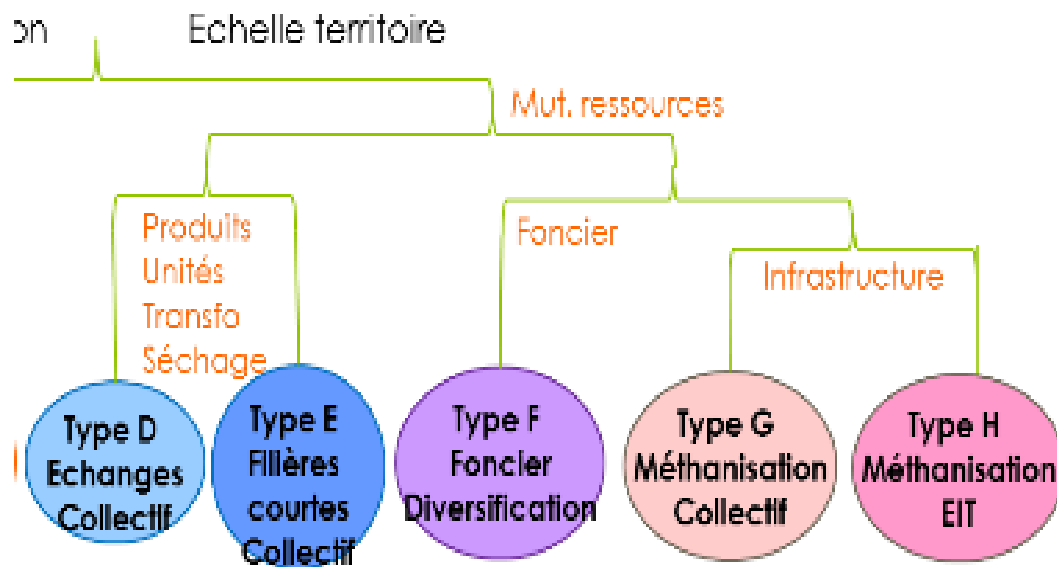 on
Echelle territoire
Mut. ressources
Produits
Unités
Transfo
Séchage
Foncier
Infrastructure
Type D
Echanges
Collectif
Type E
Filières
courtes
Collectif
Type F
Foncier
Diversification
Type G
Méthanisation
Collectif
Type H
Méthanisation
EIT